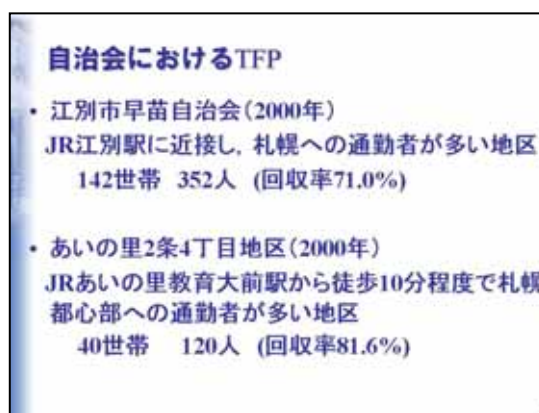 自治会におけるTFP
・ 江別市早苗自治会（2000年）
JR江別駅に近接し，札幌への通勤者が多い地区
142世帯 352人 (回収率71.0%)
・ あいの里2条4丁目地区（2000年）
JRあいの里教育大前駅から徒歩10分程度で札幌
都心部への通勤者が多い地区
40世帯 120人 (回収率81.6%)